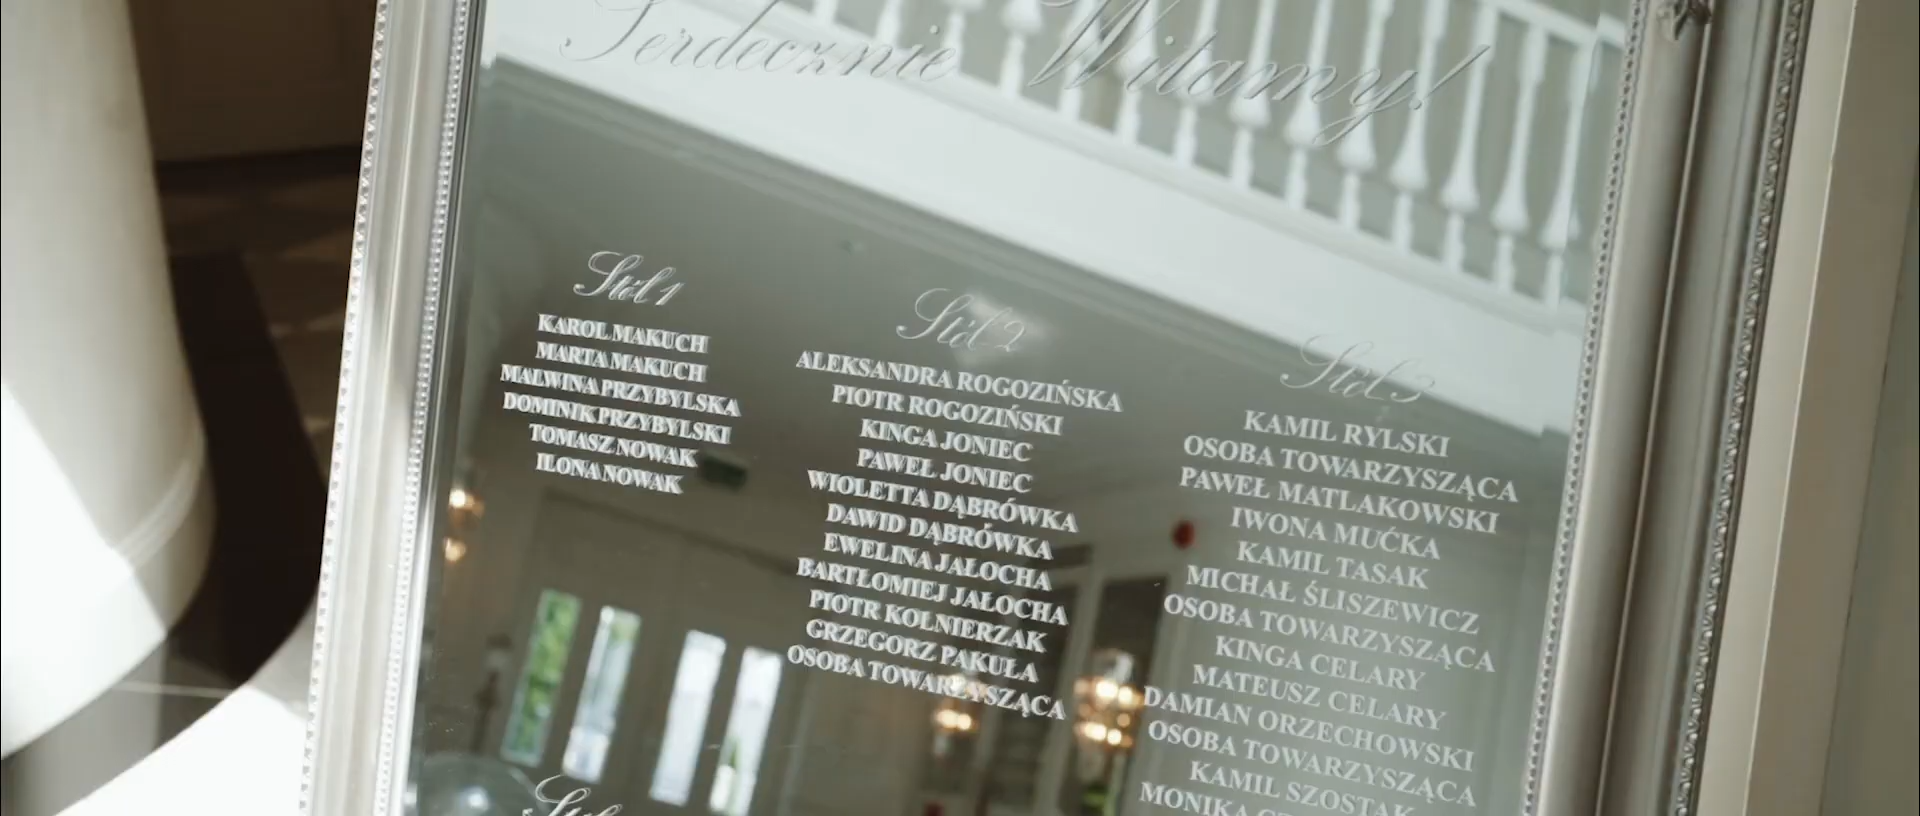 Serdecznie Witamy!
Stół 1
KAROL MAKUCH
MARTA MAKUCH
MALWINA PRZYBYLSKA
DOMINIK PRZYBYLSKI
TOMASZ NOWAK
ILONA NOWAK
Stół 2
ALEKSANDRA ROGOZIŃSKA
PIOTR ROGOZIŃSKI
KINGA JONIEC
PAWEŁ JONIEC
WIOLETTA DĄBRÓWKA
DAWID DĄBRÓWKA
EWELINA JAŁOCHA
BARTŁOMIEJ JAŁOCHA
PIOTR KOŁNIERZAK
GRZEGORZ PAKUŁA
OSOBA TOWARZYSZĄCA
Stół 3
KAMIL RYLSKI
OSOBA TOWARZYSZĄCA
PAWEŁ MATLAKOWSKI
IWONA MUĆKA
KAMIL TASAK
MICHAŁ ŚLISZEWICZ
OSOBA TOWARZYSZĄCA
KINGA CELARY
MATEUSZ CELARY
DAMIAN ORZECHOWSKI
OSOBA TOWARZYSZĄCA
KAMIL SZOSTAK
MONIKA